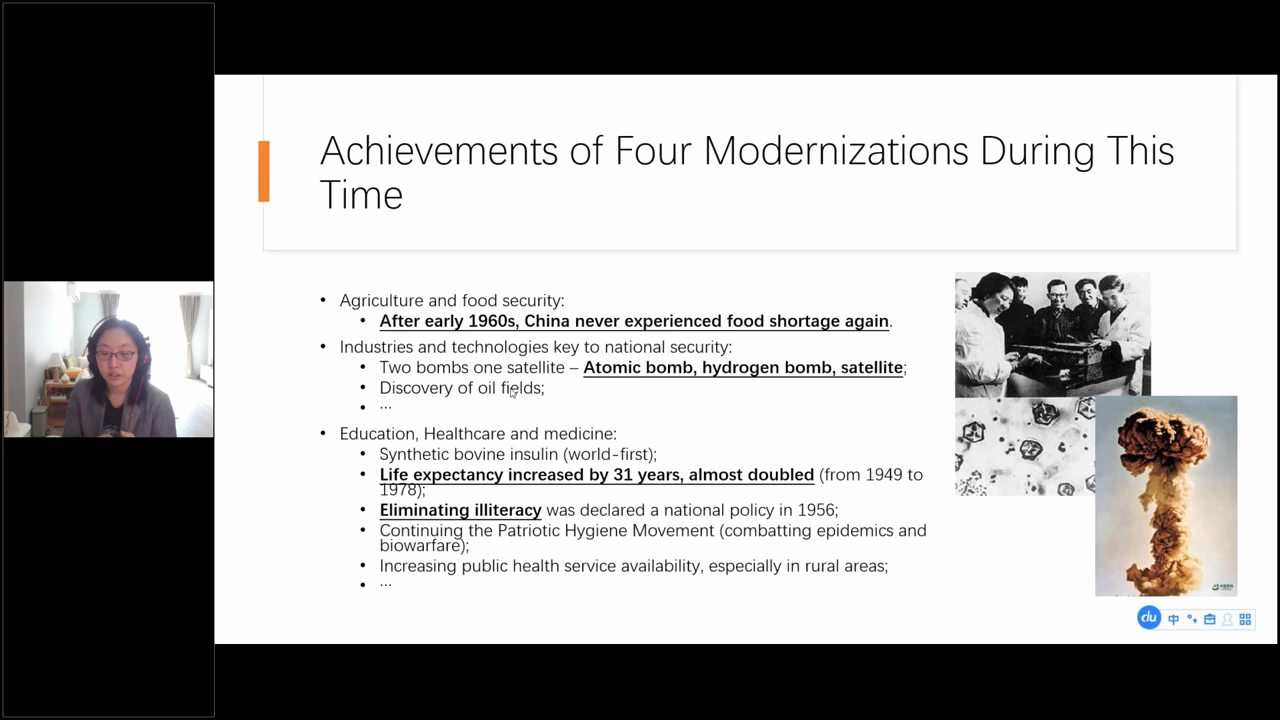 Achievements of Four Modernizations During This
Time
• Agriculture and food security:
• After early 1960s, China never experienced food shortage again.
• Industries and technologies key to national security:
• Two bombs one satellite – Atomic bomb, hydrogen bomb, satellite;
• Discovery of oil fields;
• ...
• Education, Healthcare and medicine:
• Synthetic bovine insulin (world-first);
• Life expectancy increased by 31 years, almost doubled (from 1949 to
1978);
• Eliminating illiteracy was declared a national policy in 1956;
• Continuing the Patriotic Hygiene Movement (combatting epidemics and
biowarfare);
• Increasing public health service availability, especially in rural areas;
• ...
du 中 °,